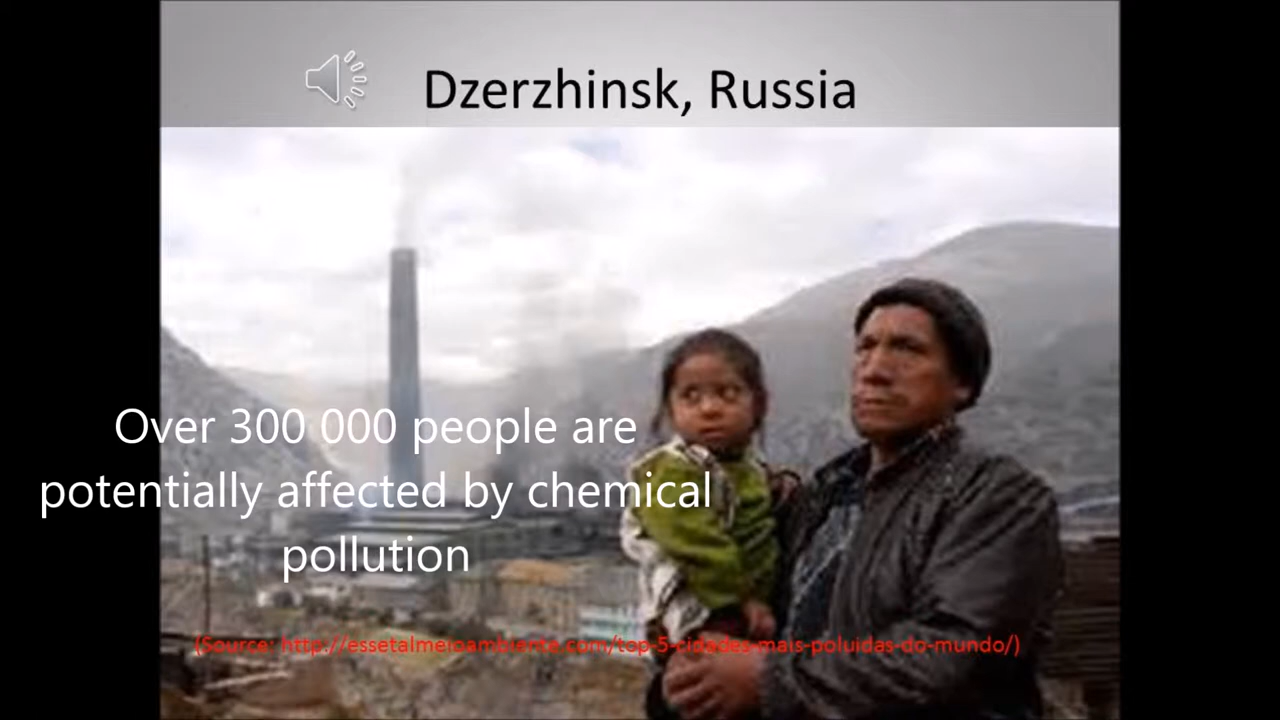 Dzerzhinsk, Russia
Over 300 000 people are
potentially affected by chemical
pollution
(Source: http://essetalmeioambiente.com/top-5-cidades-mais-poluidas-do-mundo/)